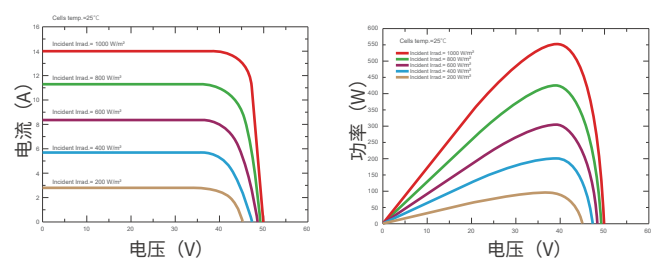 Cells temp.=25℃
16
14
12
10
8
6
4
2
0
Incident Irrad.= 1000 W/m²
Incident Irrad.= 800 W/m²
Incident Irrad.= 600 W/m²
Incident Irrad.= 400 W/m²
Incident Irrad.= 200 W/m²
电流（A）
0 10 20 30 40 50 60
电压（V）
600
550
500
450
400
350
300
250
200
150
100
50
0
Cells temp.=25℃
Incident Irrad.= 1000 W/m²
Incident Irrad.= 800 W/m²
Incident Irrad.= 600 W/m²
Incident Irrad.= 400 W/m²
Incident Irrad.= 200 W/m²
功率（W）
0 10 20 30 40 50 60
电压（V）